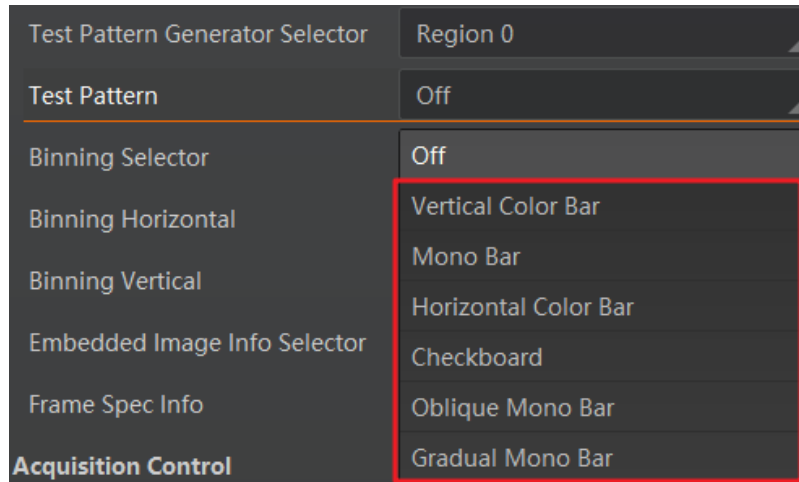 Test Pattern Generator Selector Region 0
Test Pattern Off
Binning Selector Off
Binning Horizontal Vertical Color Bar
Mono Bar
Binning Vertical Horizontal Color Bar
Embedded Image Info Selector Checkboard
Frame Spec Info Oblique Mono Bar
Acquisition Control Gradual Mono Bar